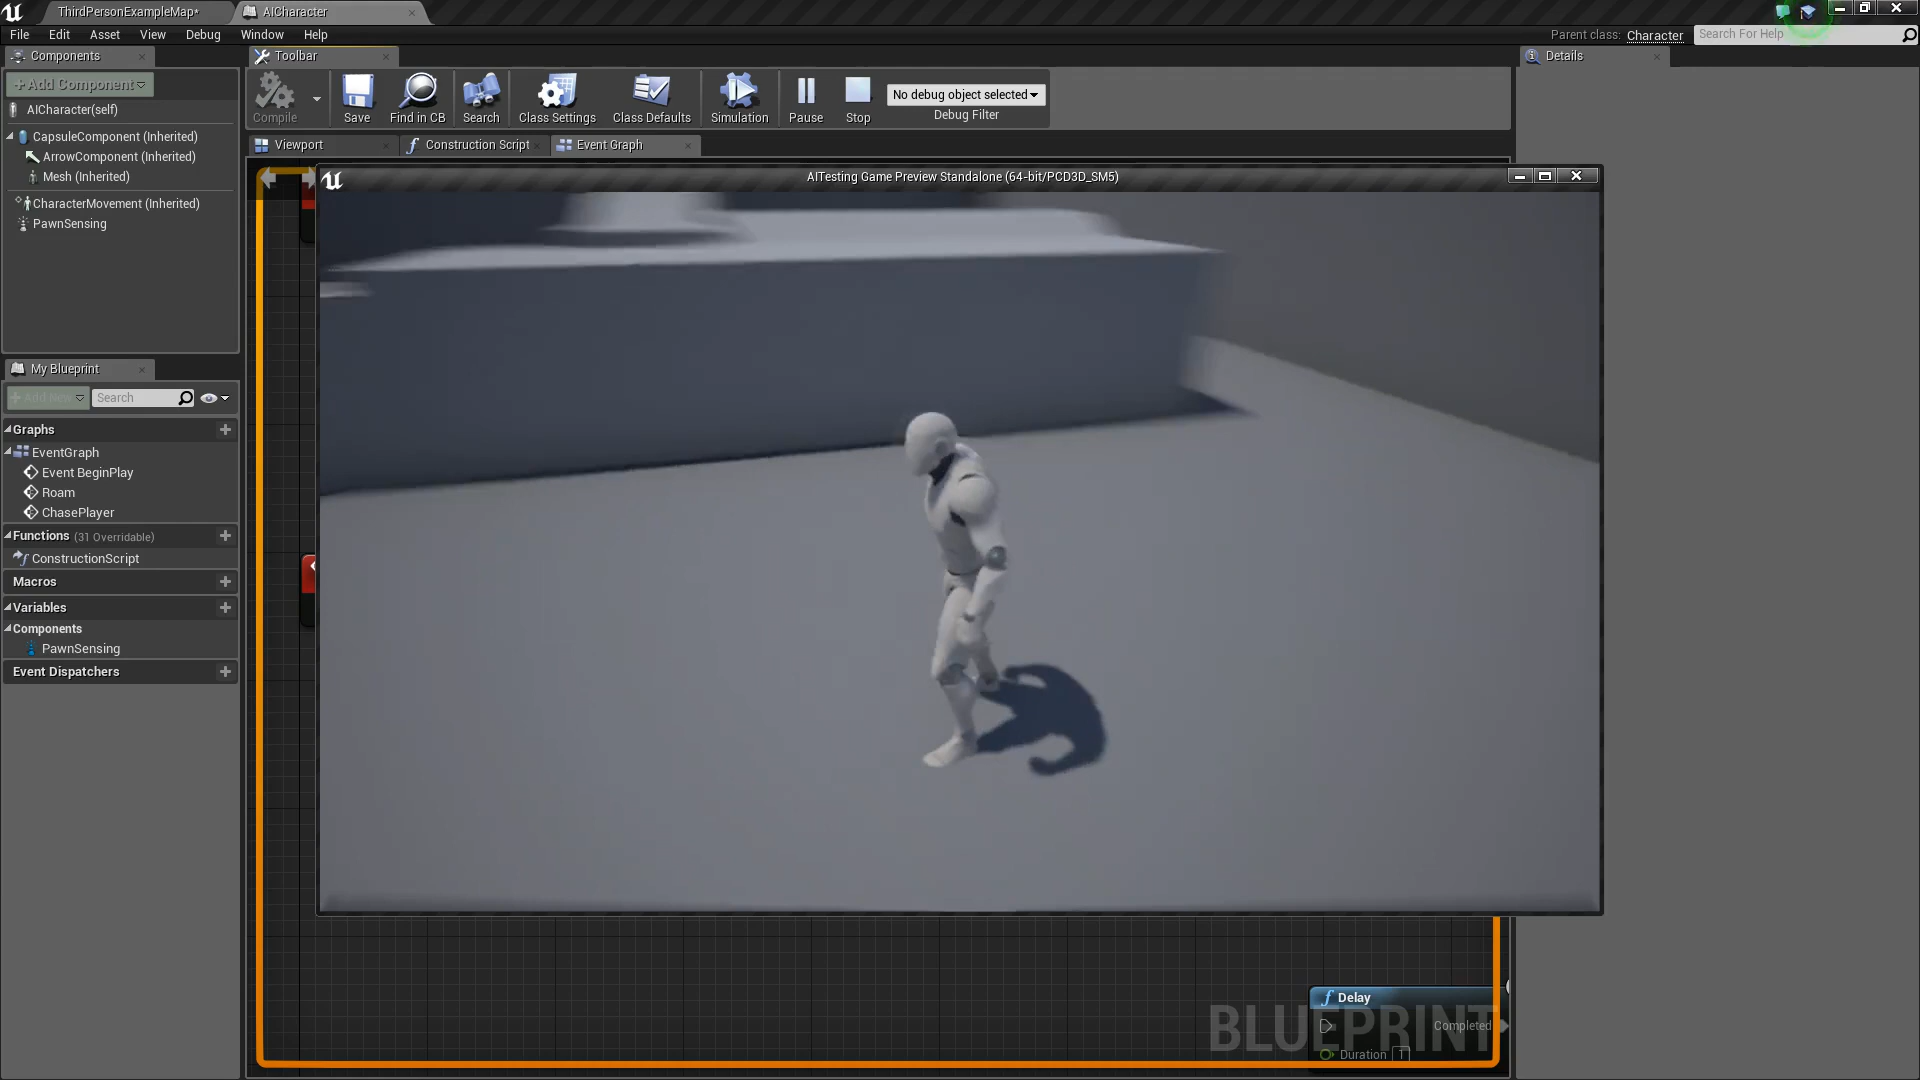 ThirdPersonExampleMap*
AICharacter
File Edit Asset View Debug Window Help
Parent class: Character
Search For Help
Components
Toolbar
Details
+Add Component
AICharacter(self)
CapsuleComponent (Inherited)
ArrowComponent (Inherited)
Mesh (Inherited)
CharacterMovement (Inherited)
PawnSensing
Compile
Save
Find in CB
Search
Class Settings
Class Defaults
Simulation
Pause
Stop
No debug object selected
Debug Filter
Viewport
Construction Script
Event Graph
AITesting Game Preview Standalone (64-bit/PCD3D_SM5)
My Blueprint
+ Add New
Search
Graphs
EventGraph
Event BeginPlay
Roam
ChasePlayer
Functions (31 Overridable)
ConstructionScript
Macros
Variables
Components
PawnSensing
Event Dispatchers
Delay
Completed
Duration 1
BLUEPRINT